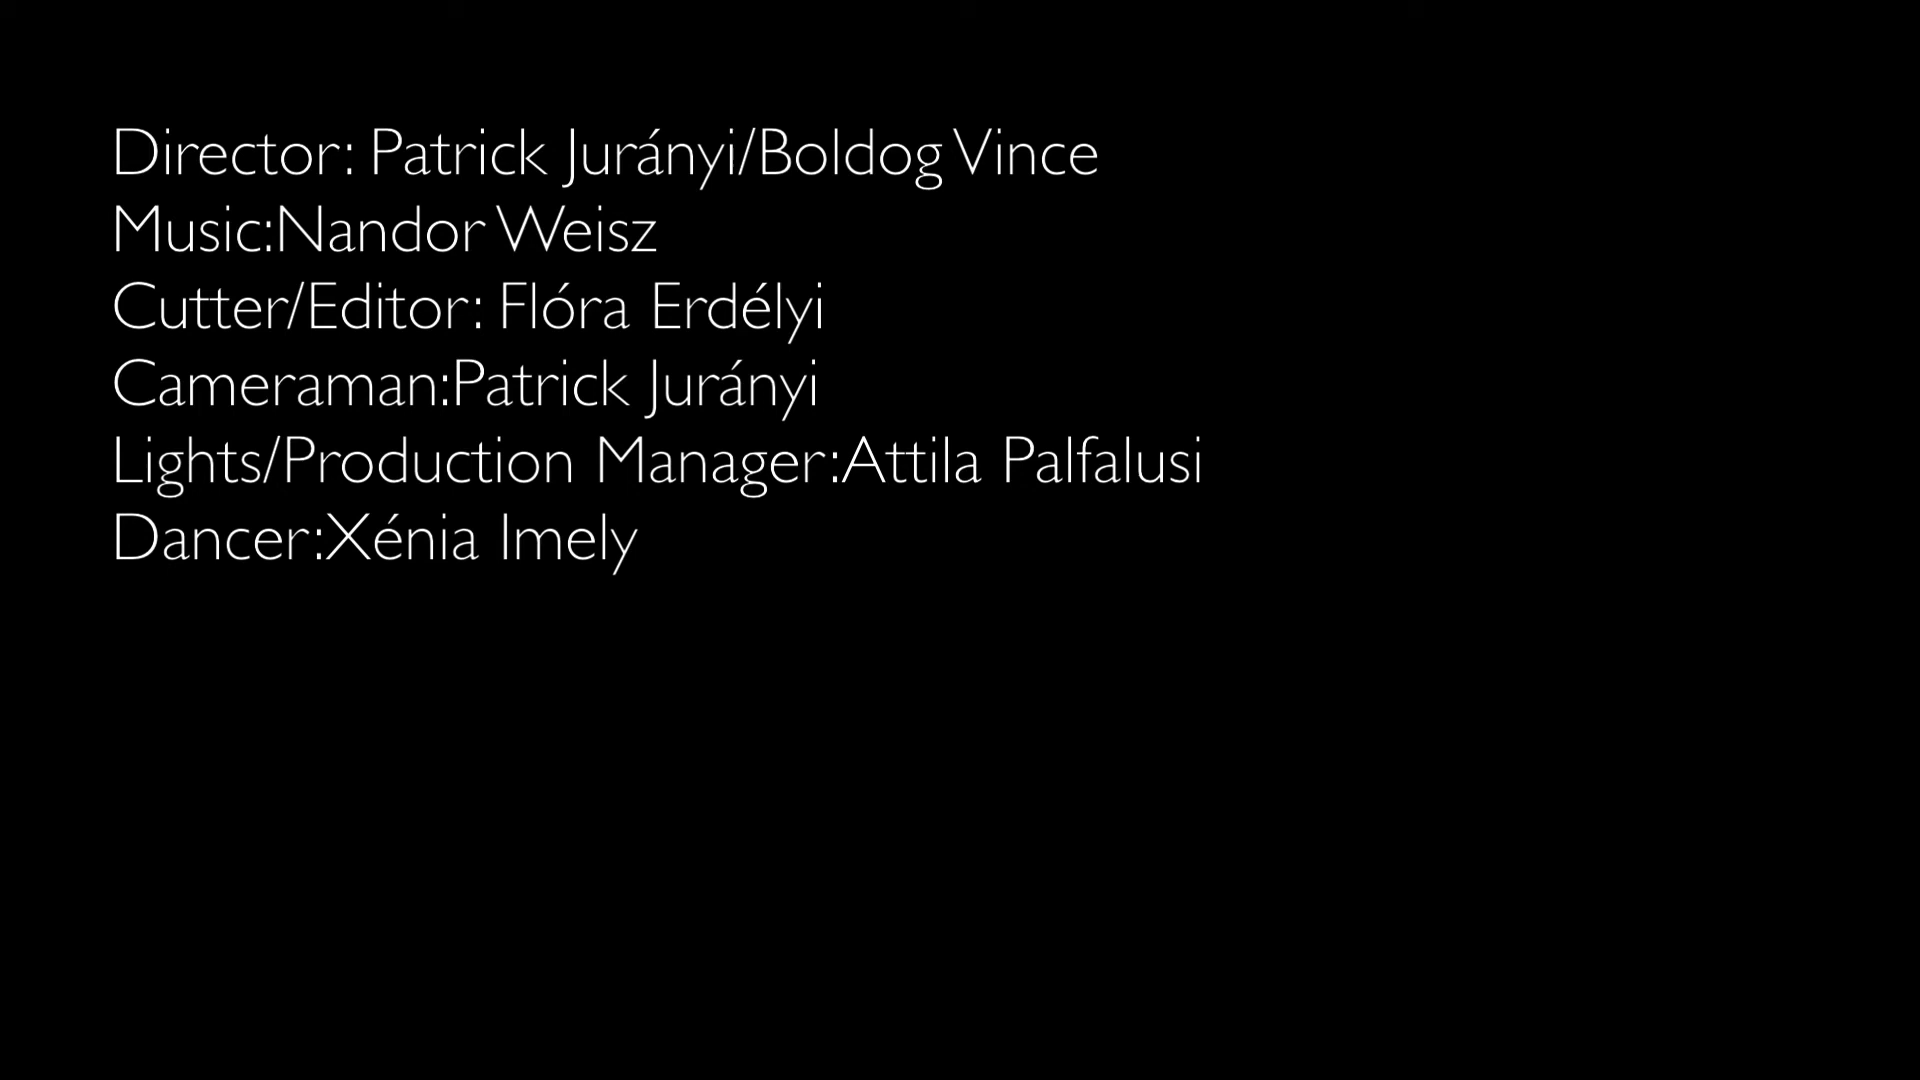 Director: Patrick Jurányi/Boldog Vince
Music:Nandor Weisz
Cutter/Editor: Flóra Erdélyi
Cameraman:Patrick Jurányi
Lights/Production Manager:Attila Palfalusi
Dancer:Xénia Imely